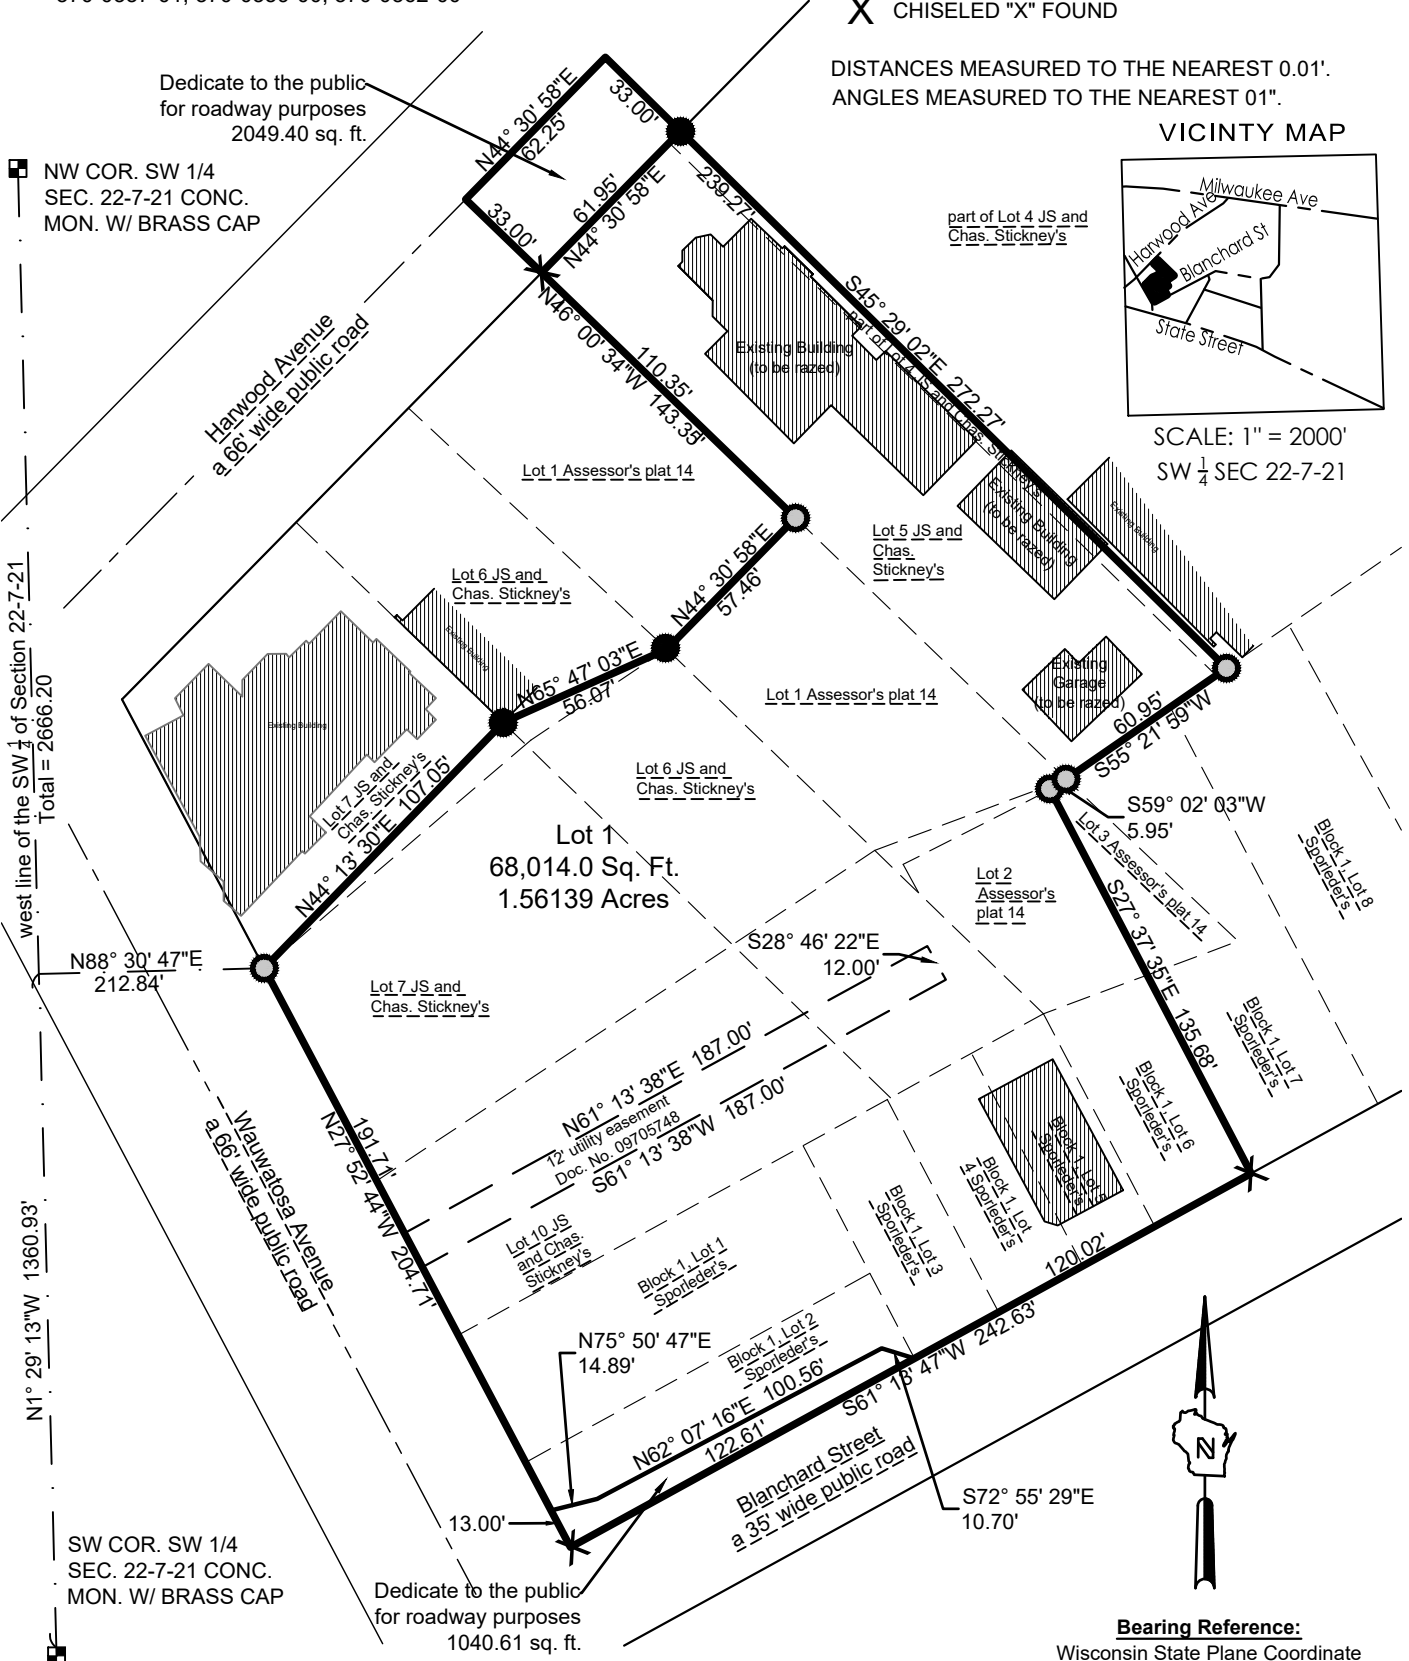 CHISELED "X" FOUND
DISTANCES MEASURED TO THE NEAREST 0.01'.
ANGLES MEASURED TO THE NEAREST 01".
VICINTY MAP
Milwaukee Ave
Harwood Ave
Blanchard St
State Street
SCALE: 1" = 2000'
SW 1/4 SEC 22-7-21
Dedicate to the public
for roadway purposes
2049.40 sq. ft.
N44° 30' 58"E
62.25'
33.00'
33.00'
61.95'
N44° 30' 58"E
239.27'
NW COR. SW 1/4
SEC. 22-7-21 CONC.
MON. W/ BRASS CAP
part of Lot 4 JS and
Chas. Stickney's
S45° 29' 02"E 272.27'
part of Lot 4 JS and Chas. Stickney's
N46° 00' 34"W
110.35'
143.35'
Existing Building
(to be razed)
Harwood Avenue
a 66' wide public road
Lot 1 Assessor's plat 14
Existing Building
(to be razed)
Existing Building
Lot 5 JS and
Chas.
Stickney's
N44° 30' 58"E
57.46'
Lot 6 JS and
Chas. Stickney's
Existing Building
N65° 47' 03"E
56.07'
Existing
Garage
(to be razed)
Lot 1 Assessor's plat 14
60.95'
S55° 21' 59"W
Existing Building
Lot 7 JS and
Chas. Stickney's
N44° 13' 30"E 107.05'
Lot 6 JS and
Chas. Stickney's
Lot 1
68,014.0 Sq. Ft.
1.56139 Acres
S59° 02' 03"W
5.95'
Lot 3 Assessor's plat 14
Block 1, Lot 8
Sporleder's
Lot 2
Assessor's
plat 14
S27° 37' 35"E 135.68'
west line of the SW 1/4 of Section 22-7-21
Total = 2666.20
N88° 30' 47"E
212.84'
S28° 46' 22"E
12.00'
Lot 7 JS and
Chas. Stickney's
N61° 13' 38"E 187.00'
12' utility easement
Doc. No. 09705748
S61° 13' 38"W 187.00'
Block 1, Lot 7
Sporleder's
Block 1, Lot 6
Sporleder's
Block 1, Lot 5
Sporleder's
Block 1, Lot
4 Sporleder's
Block 1, Lot 3
Sporleder's
191.71'
N27° 52' 44"W 204.71'
Wauwatosa Avenue
a 66' wide public road
Lot 10 JS
and Chas.
Stickney's
Block 1, Lot 1
Sporleder's
Block 1, Lot 2
Sporleder's
120.02'
S61° 13' 47"W 242.63'
N75° 50' 47"E
14.89'
N62° 07' 16"E 100.56'
122.61'
N1° 29' 13"W 1360.93'
Blanchard Street
a 35' wide public road
S72° 55' 29"E
10.70'
N
13.00'
SW COR. SW 1/4
SEC. 22-7-21 CONC.
MON. W/ BRASS CAP
Dedicate to the public
for roadway purposes
1040.61 sq. ft.
Bearing Reference:
Wisconsin State Plane Coordinate